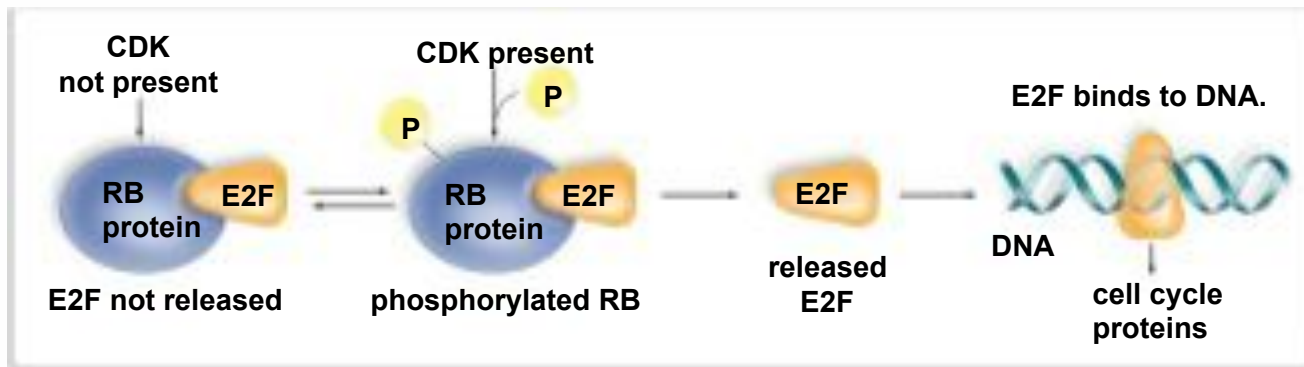 CDK
not present
RB
protein
E2F
E2F not released
CDK present
P
P
RB
protein
E2F
phosphorylated RB
E2F
released
E2F
E2F binds to DNA.
DNA
cell cycle
proteins